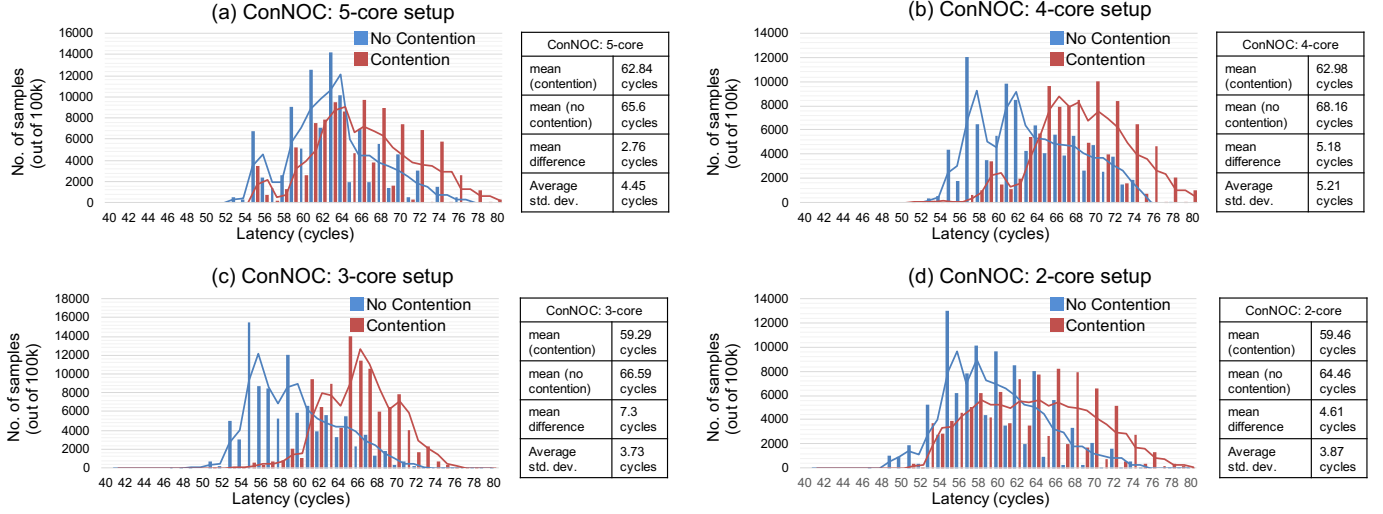 (a) ConNOC: 5-core setup
No. of samples
(out of 100k)
16000
14000
12000
10000
8000
6000
4000
2000
0
No Contention
Contention
40 42 44 46 48 50 52 54 56 58 60 62 64 66 68 70 72 74 76 78 80
Latency (cycles)
ConNOC: 5-core
mean
(contention)
62.84
cycles
mean (no
contention)
65.6
cycles
mean
difference
2.76
cycles
Average
std. dev.
4.45
cycles
(b) ConNOC: 4-core setup
No. of samples
(out of 100k)
14000
12000
10000
8000
6000
4000
2000
0
No Contention
Contention
40 42 44 46 48 50 52 54 56 58 60 62 64 66 68 70 72 74 76 78 80
Latency (cycles)
ConNOC: 4-core
mean
(contention)
62.98
cycles
mean (no
contention)
68.16
cycles
mean
difference
5.18
cycles
Average
std. dev.
5.21
cycles
(c) ConNOC: 3-core setup
No. of samples
(out of 100k)
18000
16000
14000
12000
10000
8000
6000
4000
2000
0
No Contention
Contention
40 42 44 46 48 50 52 54 56 58 60 62 64 66 68 70 72 74 76 78 80
Latency (cycles)
ConNOC: 3-core
mean
(contention)
59.29
cycles
mean (no
contention)
66.59
cycles
mean
difference
7.3
cycles
Average
std. dev.
3.73
cycles
(d) ConNOC: 2-core setup
No. of samples
(out of 100k)
14000
12000
10000
8000
6000
4000
2000
0
No Contention
Contention
40 42 44 46 48 50 52 54 56 58 60 62 64 66 68 70 72 74 76 78 80
Latency (cycles)
ConNOC: 2-core
mean
(contention)
59.46
cycles
mean (no
contention)
64.46
cycles
mean
difference
4.61
cycles
Average
std. dev.
3.87
cycles